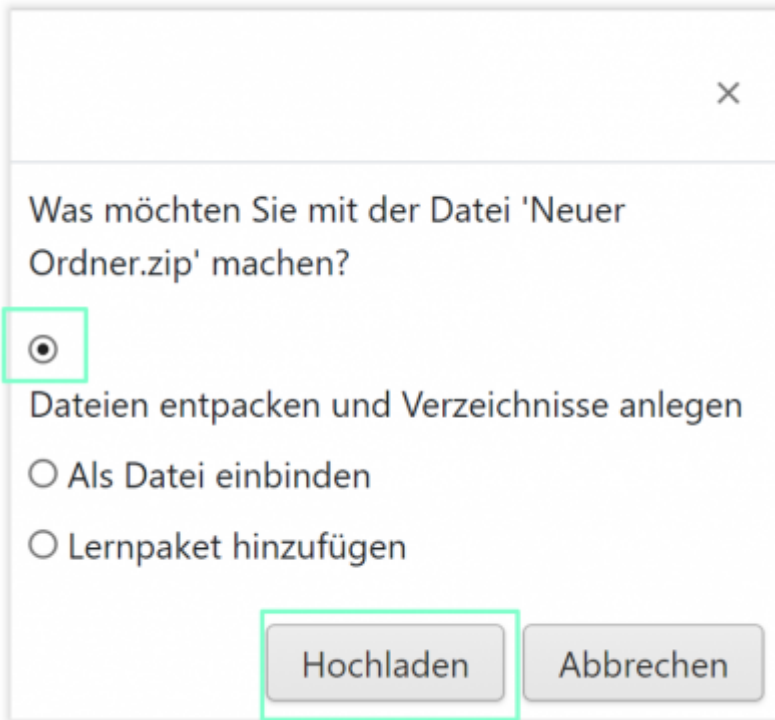 ×
Was möchten Sie mit der Datei 'Neuer
Ordner.zip' machen?
Dateien entpacken und Verzeichnisse anlegen
Als Datei einbinden
Lernpaket hinzufügen
Hochladen Abbrechen